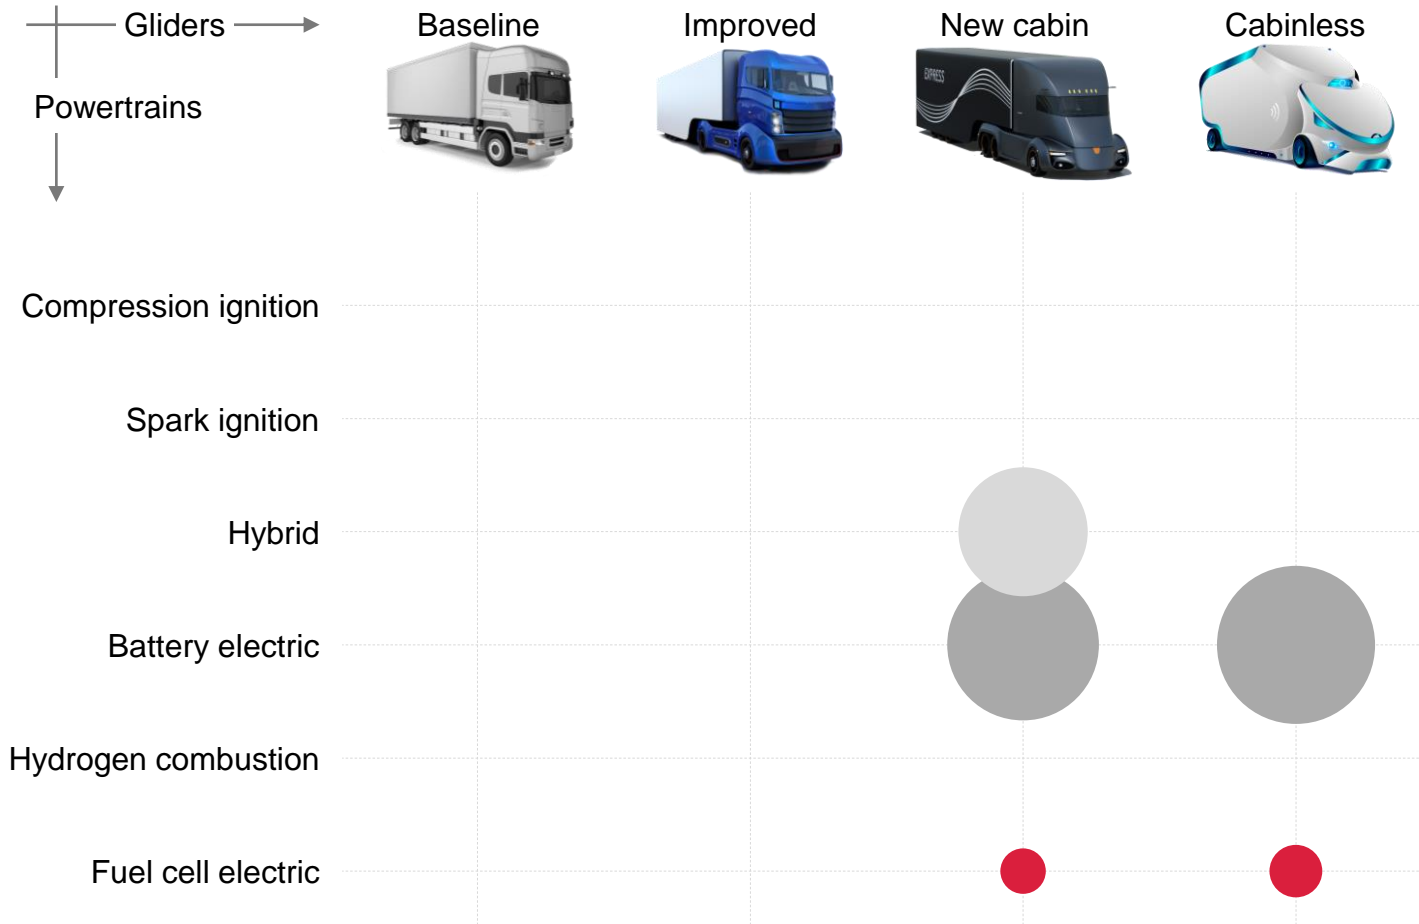 Gliders
Baseline
Improved
New cabin
Cabinless
Powertrains
EXPRESS
Compression ignition
Spark ignition
Hybrid
Battery electric
Hydrogen combustion
Fuel cell electric